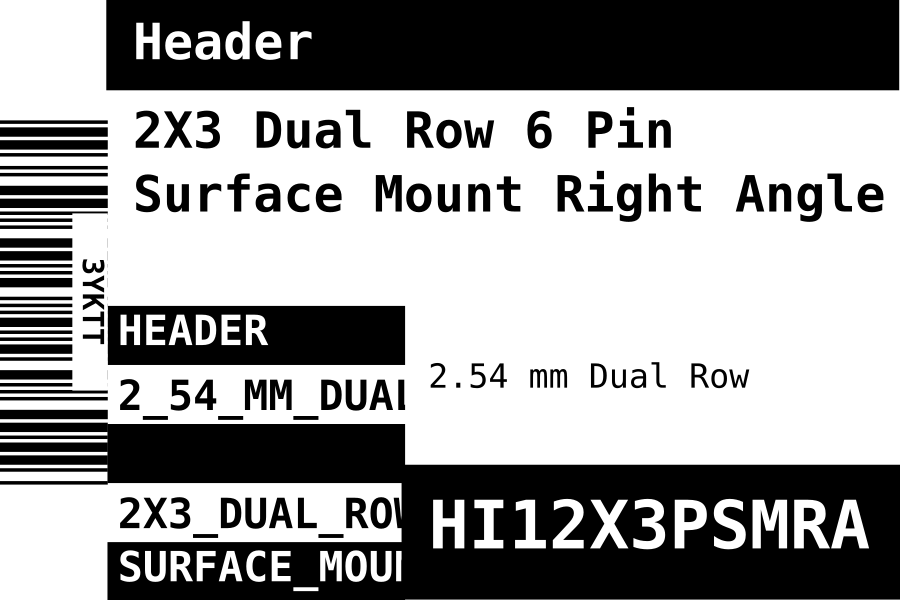 Header
2X3 Dual Row 6 Pin
Surface Mount Right Angle
3YKTT
HEADER
2_54_MM_DUAL
2.54 mm Dual Row
2X3_DUAL_ROW
SURFACE_MOUN
HI12X3PSMRA